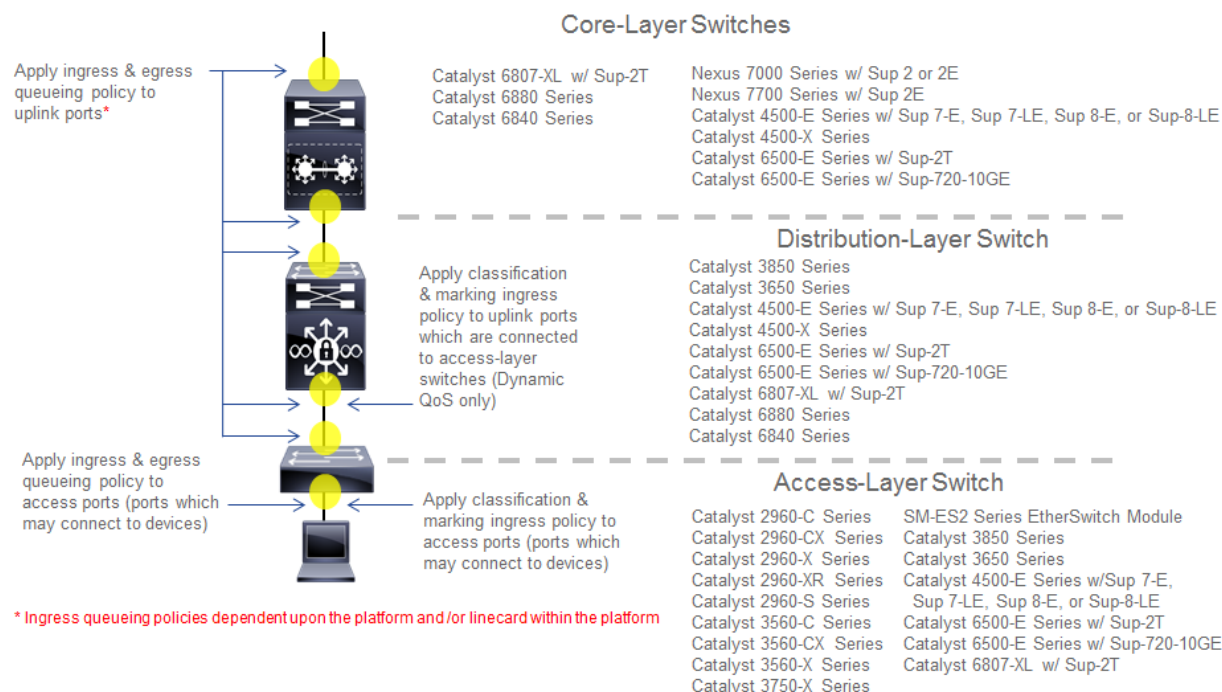 Core-Layer Switches
Apply ingress & egress
queueing policy to
uplink ports*
Catalyst 6807-XL w/ Sup-2T
Catalyst 6880 Series
Catalyst 6840 Series
Nexus 7000 Series w/ Sup 2 or 2E
Nexus 7700 Series w/ Sup 2E
Catalyst 4500-E Series w/ Sup 7-E, Sup 7-LE, Sup 8-E, or Sup-8-LE
Catalyst 4500-X Series
Catalyst 6500-E Series w/ Sup-2T
Catalyst 6500-E Series w/ Sup-720-10GE
Distribution-Layer Switch
Apply classification
& marking ingress
policy to uplink ports
which are connected
to access-layer
switches (Dynamic
QoS only)
Catalyst 3850 Series
Catalyst 3650 Series
Catalyst 4500-E Series w/ Sup 7-E, Sup 7-LE, Sup 8-E, or Sup-8-LE
Catalyst 4500-X Series
Catalyst 6500-E Series w/ Sup-2T
Catalyst 6500-E Series w/ Sup-720-10GE
Catalyst 6807-XL w/ Sup-2T
Catalyst 6880 Series
Catalyst 6840 Series
Apply ingress & egress
queueing policy to
access ports (ports which
may connect to devices)
Apply classification &
marking ingress policy to
access ports (ports which
may connect to devices)
Access-Layer Switch
Catalyst 2960-C Series
Catalyst 2960-CX Series
Catalyst 2960-X Series
Catalyst 2960-XR Series
Catalyst 2960-S Series
Catalyst 3560-C Series
Catalyst 3560-CX Series
Catalyst 3560-X Series
Catalyst 3750-X Series
SM-ES2 Series EtherSwitch Module
Catalyst 3850 Series
Catalyst 3650 Series
Catalyst 4500-E Series w/Sup 7-E,
Sup 7-LE, Sup 8-E, or Sup-8-LE
Catalyst 6500-E Series w/ Sup-2T
Catalyst 6500-E Series w/ Sup-720-10GE
Catalyst 6807-XL w/ Sup-2T
* Ingress queueing policies dependent upon the platform and /or linecard within the platform